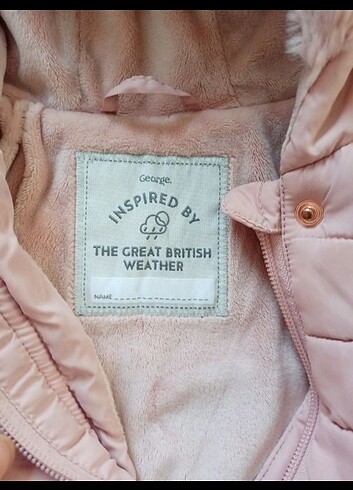 George.
INSPIRED BY
THE GREAT BRITISH
WEATHER
NAME